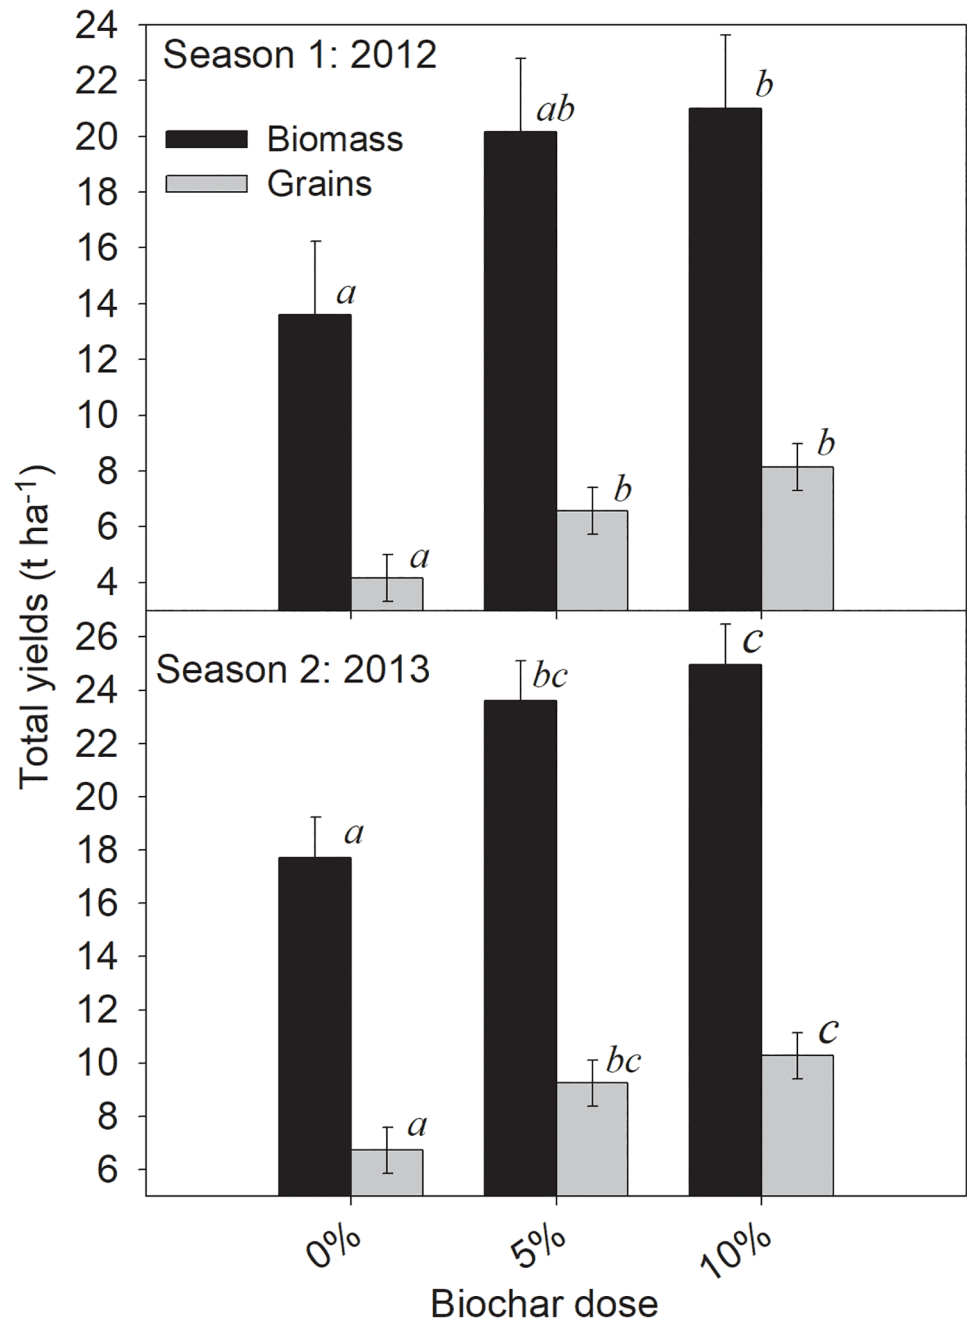 24
Season 1: 2012
22
b
ab
20
Biomass
18
Grains
16
a
14
12
10
8
b
b
6
a
4
Total yields (t ha-1)
26
c
Season 2: 2013
bc
24
22
20
18
a
16
14
12
10
c
bc
8
a
6
0%
5%
10%
Biochar dose